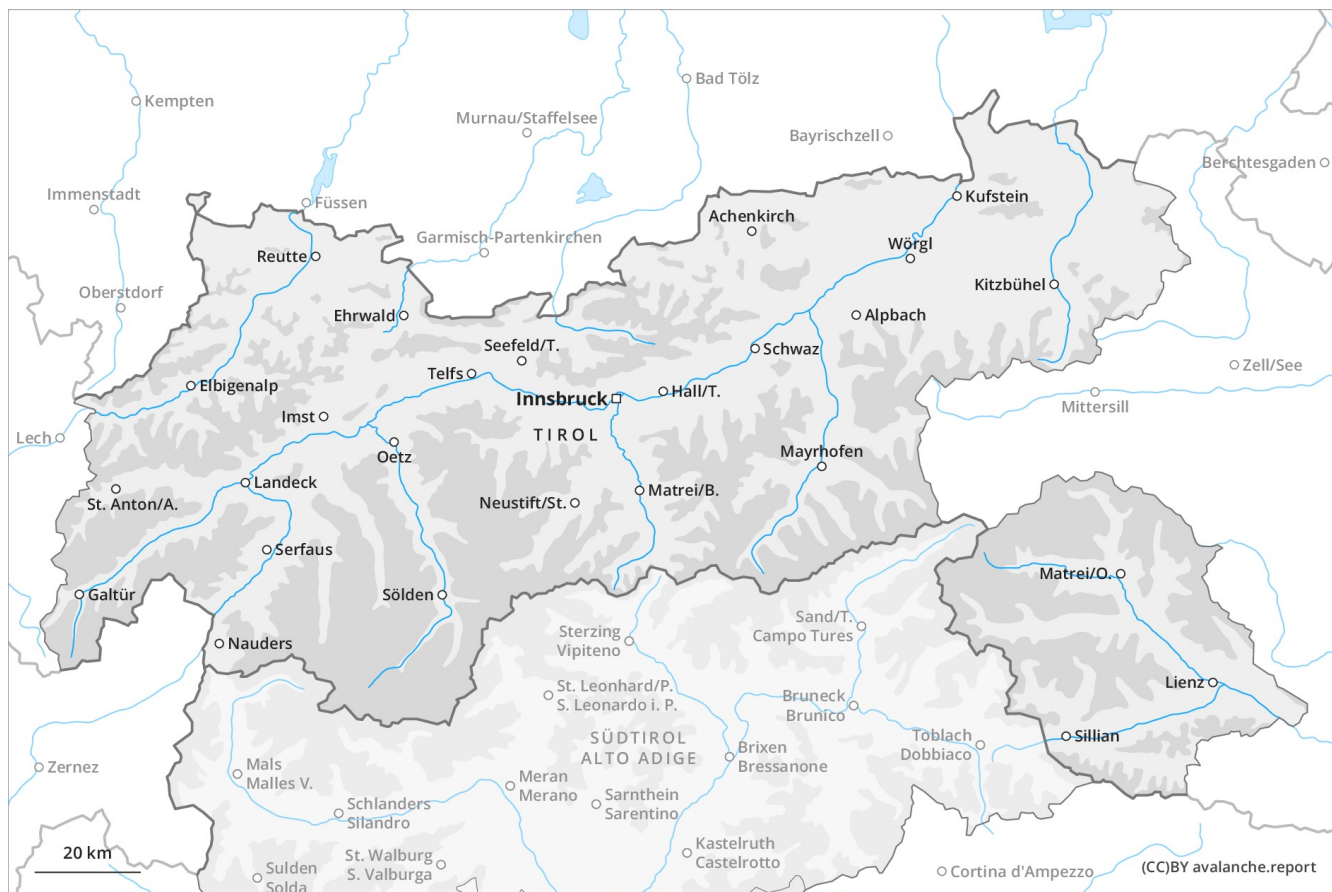 Bad Tölz
Kempten
Murnau/Staffelsee
Bayrischzell
Berchtesgaden
Immenstadt
Füssen
Kufstein
Achenkirch
Garmisch-Partenkirchen
Wörgl
Reutte
Kitzbühel
Oberstdorf
Ehrwald
Alpbach
Seefeld/T.
Schwaz
Zell/See
Telfs
Elbigenalp
Hall/T.
Innsbruck
Mittersill
Imst
Lech
TIROL
Oetz
Mayrhofen
Landeck
St. Anton/A.
Neustift/St.
Matrei/B.
Serfaus
Matrei/O.
Galtür
Sölden
Sand/T.
Campo Tures
Sterzing
Vipiteno
Nauders
Lienz
St. Leonhard/P.
S. Leonardo i. P.
Bruneck
Brunico
SÜDTIROL
ALTO ADIGE
Toblach
Dobbiaco
Sillian
Brixen
Bressanone
Zernez
Mals
Malles V.
Meran
Merano
Sarnthein
Sarentino
Schlanders
Silandro
Kastelruth
Castelrotto
20 km
St. Walburg
S. Valburga
Sulden
Solda
Cortina d'Ampezzo
(CC)BY avalanche.report